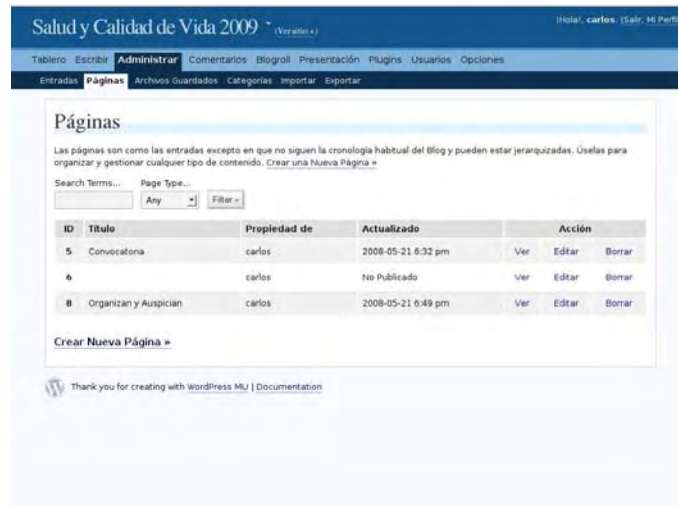 Salud y Calidad de Vida 2009 (Ver sitio »)
¡Hola!, carlos. [Salir, Mi Perfil
Tablero Escribir Administrar Comentarios Blogroll Presentación Plugins Usuarios Opciones
Entradas Páginas Archivos Guardados Categorías Importar Exportar
Páginas
Las páginas son como las entradas excepto en que no siguen la cronología habitual del Blog y pueden estar jerarquizadas. Úselas para
organizar y gestionar cualquier tipo de contenido. Crear una Nueva Página »
Search Terms... Page Type...
Any Filter »
ID Título Propiedad de Actualizado Acción
5 Convocatoria carlos 2008-05-21 6:32 pm Ver Editar Borrar
6 carlos No Publicado Ver Editar Borrar
8 Organizan y Auspician carlos 2008-05-21 6:49 pm Ver Editar Borrar
Crear Nueva Página »
Thank you for creating with WordPress MU | Documentation